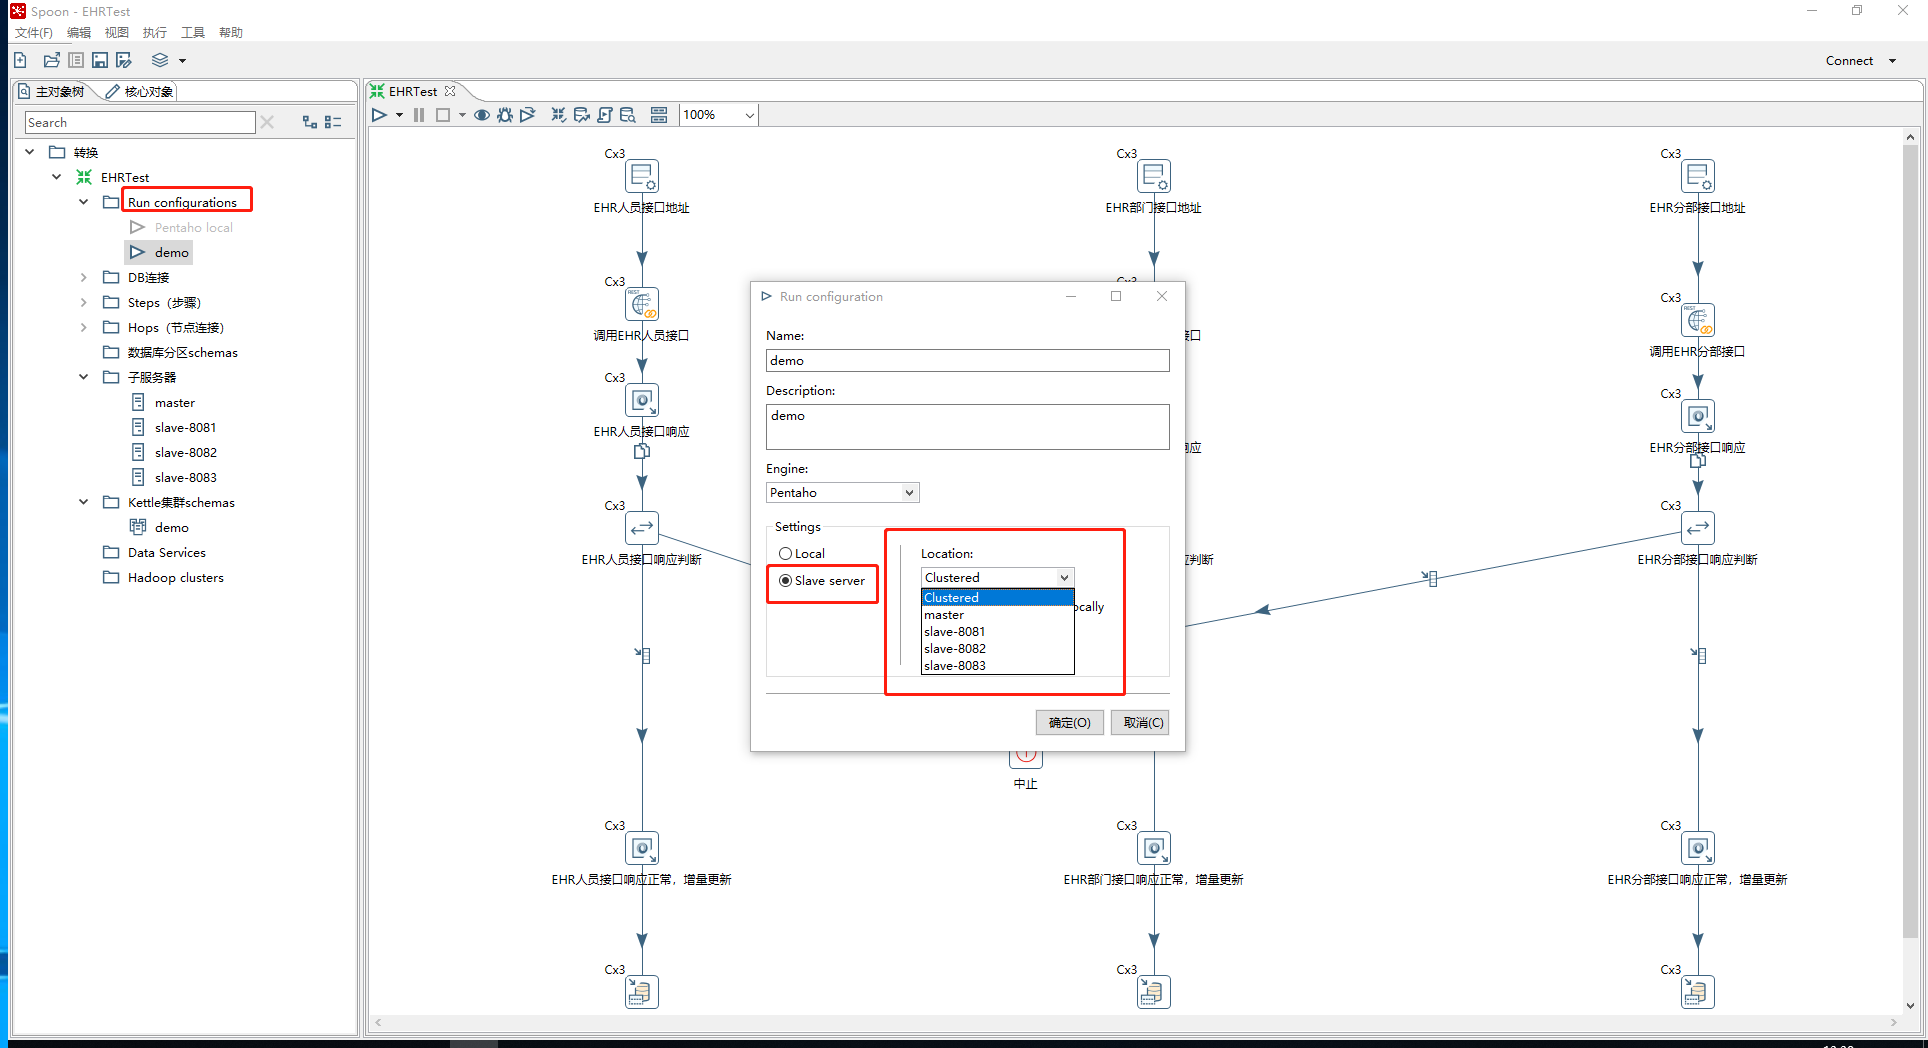 Spoon - EHRTest
文件(F) 编辑 视图 执行 工具 帮助
Connect
主对象树 核心对象
Search
转换
EHRTest
Run configurations
Pentaho local
demo
DB连接
Steps（步骤）
Hops（节点连接）
数据库分区schemas
子服务器
master
slave-8081
slave-8082
slave-8083
Kettle集群schemas
demo
Data Services
Hadoop clusters
EHRTest
100%
Cx3 Cx3 Cx3
EHR人员接口地址 EHR部门接口地址 EHR分部接口地址
Cx3 Cx3
REST
调用EHR人员接口
Cx3
REST
调用EHR分部接口
Cx3
EHR人员接口响应
Cx3
EHR分部接口响应
Cx3
EHR人员接口响应判断
Cx3
EHR分部接口响应判断
接口
响应
应判断
Run configuration
Name:
demo
Description:
demo
Engine:
Pentaho
Settings
Local
Slave server
Location:
Clustered
Clustered
master
slave-8081
slave-8082
slave-8083
ocally
确定(O) 取消(C)
中止
Cx3 Cx3 Cx3
EHR人员接口响应正常，增量更新 EHR部门接口响应正常，增量更新 EHR分部接口响应正常，增量更新
Cx3 Cx3 Cx3